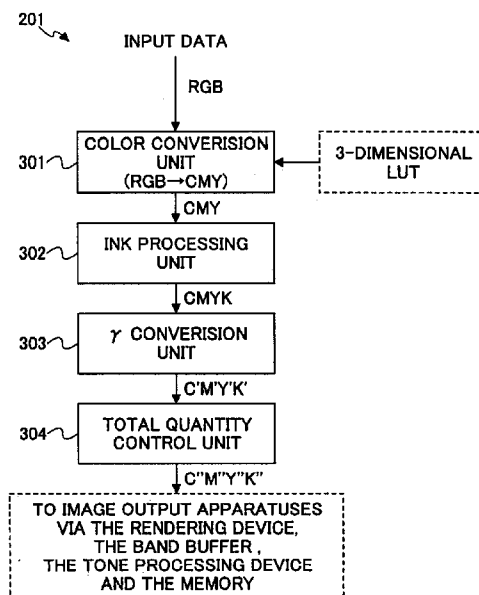 201
INPUT DATA
RGB
301
COLOR CONVERISION
UNIT
(RGB→CMY)
3-DIMENSIONAL
LUT
CMY
302
INK PROCESSING
UNIT
CMYK
303
γ CONVERISION
UNIT
C'M'Y'K'
304
TOTAL QUANTITY
CONTROL UNIT
C"M"Y"K"
TO IMAGE OUTPUT APPARATUSES
VIA THE RENDERING DEVICE,
THE BAND BUFFER ,
THE TONE PROCESSING DEVICE
AND THE MEMORY